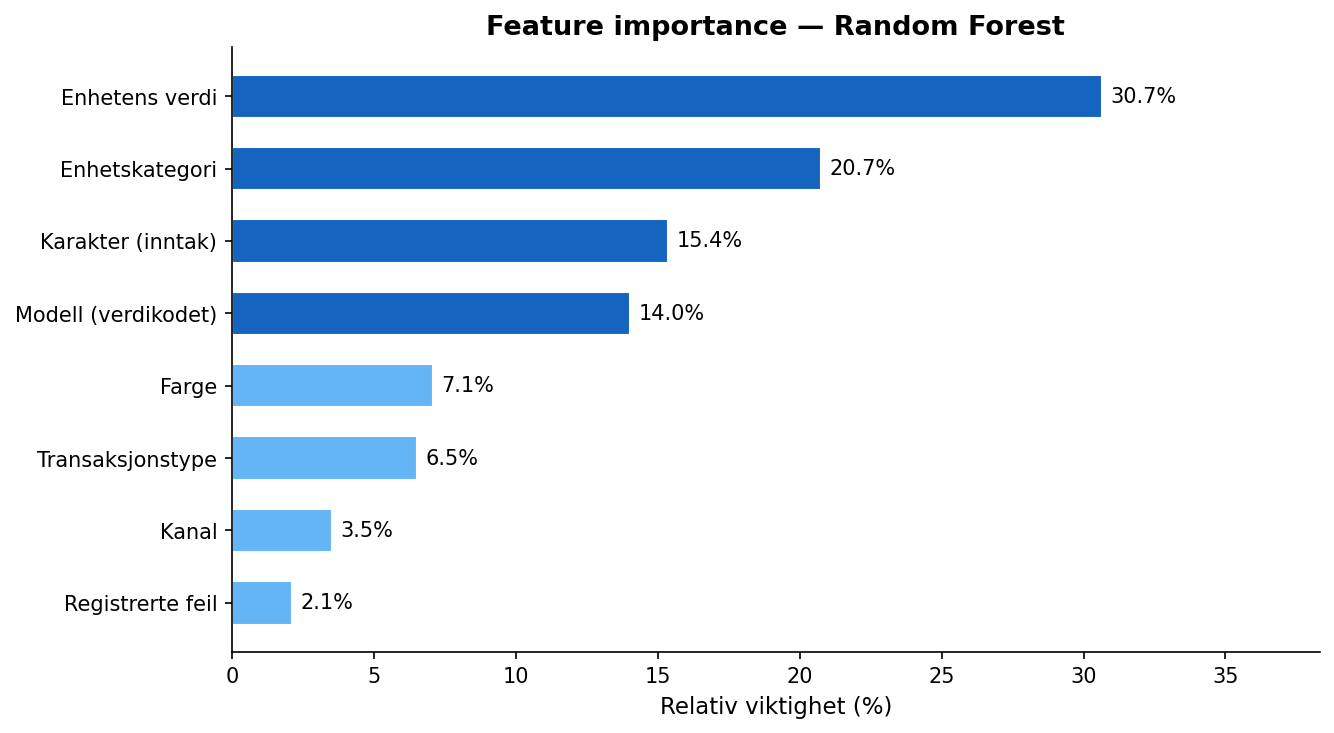 Feature importance — Random Forest
Enhetens verdi 30.7%
Enhetskategori 20.7%
Karakter (inntak) 15.4%
Modell (verdikodet) 14.0%
Farge 7.1%
Transaksjonstype 6.5%
Kanal 3.5%
Registrerte feil 2.1%
0 5 10 15 20 25 30 35
Relativ viktighet (%)